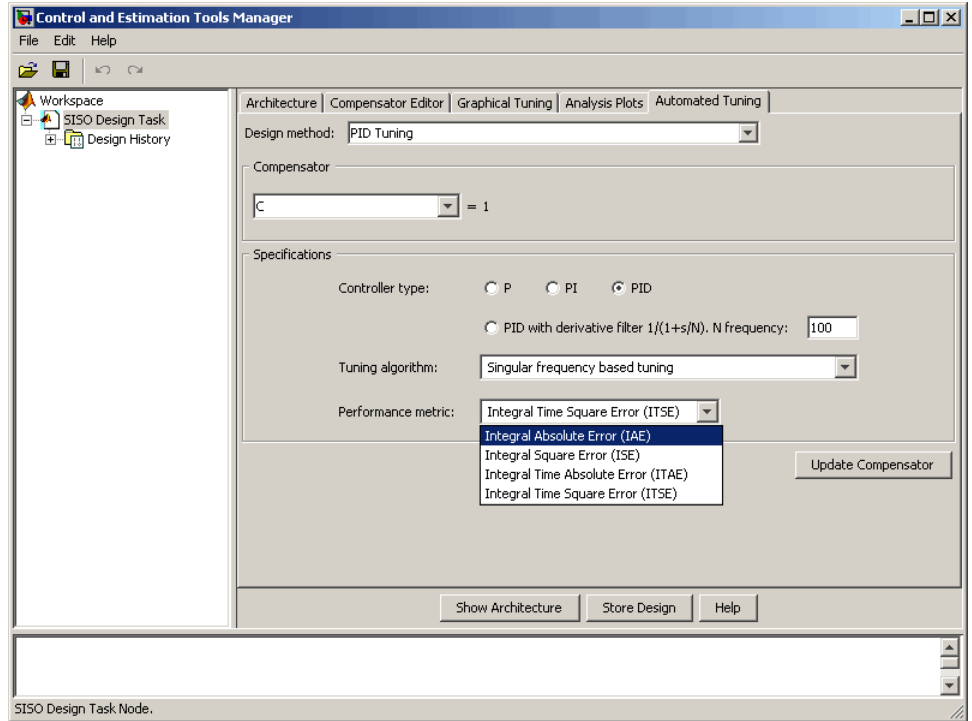 Control and Estimation Tools Manager
File Edit Help
Workspace
SISO Design Task
Design History
Architecture Compensator Editor Graphical Tuning Analysis Plots Automated Tuning
Design method: PID Tuning
Compensator
C = 1
Specifications
Controller type: P PI PID
PID with derivative filter 1/(1+s/N). N frequency: 100
Tuning algorithm: Singular frequency based tuning
Performance metric: Integral Time Square Error (ITSE)
Integral Absolute Error (IAE)
Integral Square Error (ISE)
Integral Time Absolute Error (ITAE)
Integral Time Square Error (ITSE)
Update Compensator
Show Architecture Store Design Help
SISO Design Task Node.